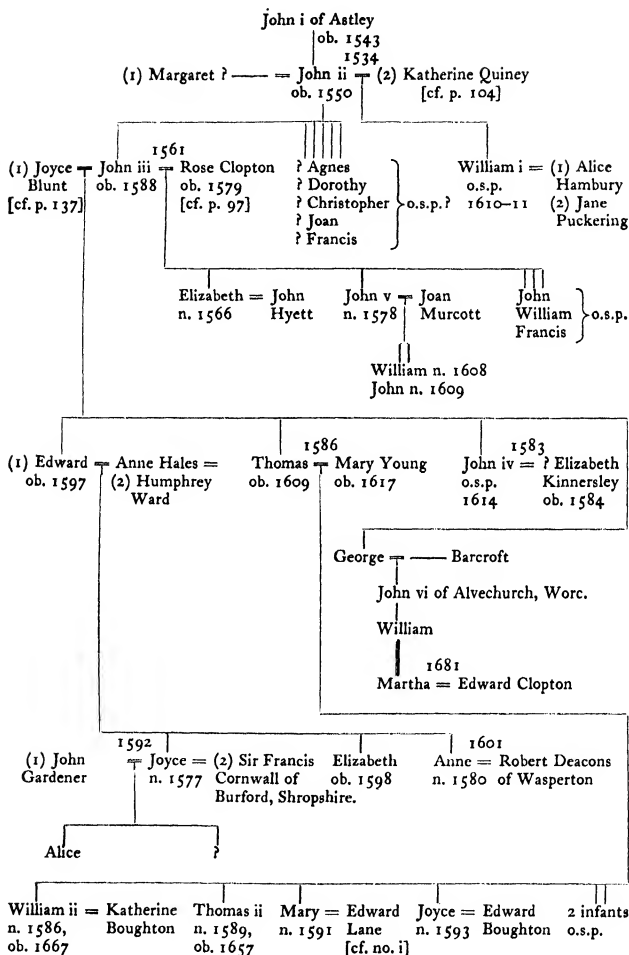 John i of Astley
ob. 1543
1534
(1) Margaret ? —— = John ii = (2) Katherine Quiney
ob. 1550 [cf. p. 104]
1561
(1) Joyce John iii = Rose Clopton ? Agnes William i = (1) Alice
Blunt ob. 1588 ob. 1579 ? Dorothy o.s.p. Hambury
[cf. p. 137] [cf. p. 97] ? Christopher o.s.p. ? 1610–11 (2) Jane
? Joan Puckering
? Francis
Elizabeth = John John v = Joan John
n. 1566 Hyett n. 1578 Murcott William o.s.p.
Francis
William n. 1608
John n. 1609
1586 1583
(1) Edward = Anne Hales = Thomas = Mary Young John iv = ? Elizabeth
ob. 1597 (2) Humphrey ob. 1609 ob. 1617 o.s.p. Kinnersley
Ward 1614 ob. 1584
George = —— Barcroft
John vi of Alvechurch, Worc.
William
1681
Martha = Edward Clopton
1592 1601
(1) John = Joyce = (2) Sir Francis Elizabeth Anne = Robert Deacons
Gardener n. 1577 Cornwall of ob. 1598 n. 1580 of Wasperton
Burford, Shropshire.
Alice ?
William ii = Katherine Thomas ii Mary = Edward Joyce = Edward 2 infants
n. 1586, Boughton n. 1589, n. 1591 Lane n. 1593 Boughton o.s.p.
ob. 1667 ob. 1657 [cf. no. i]